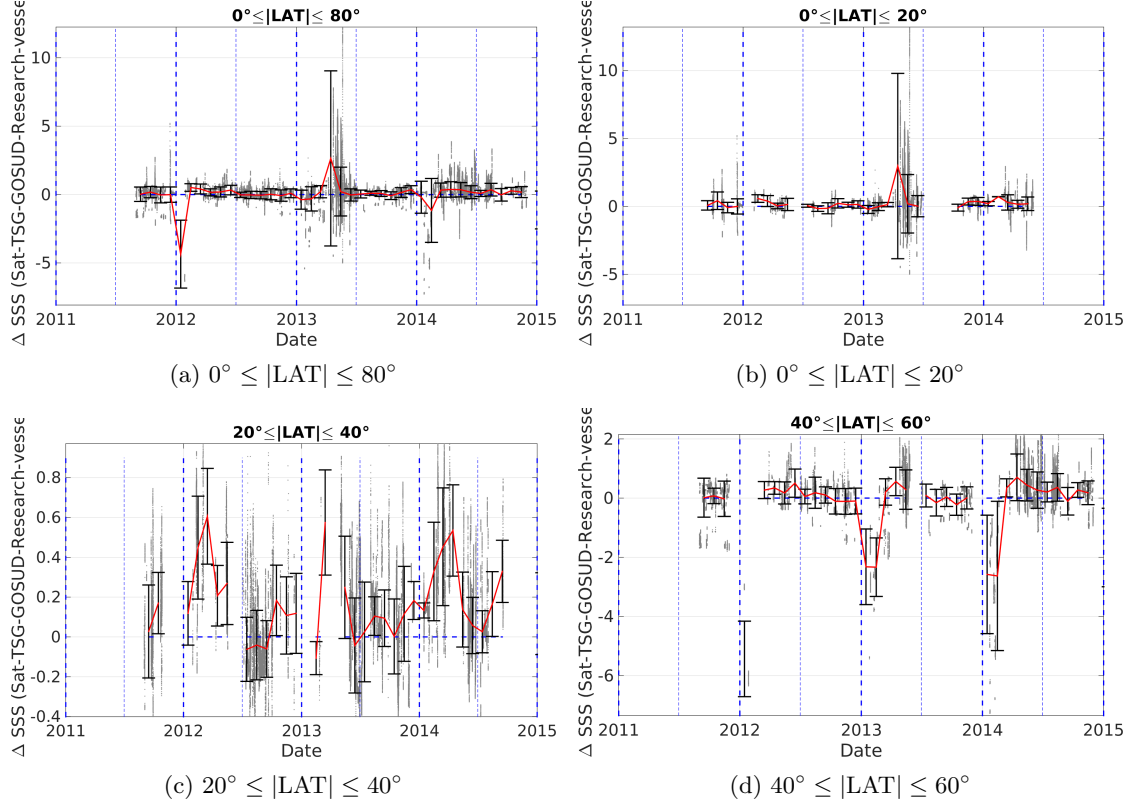 0°≤|LAT|≤ 80°
Δ SSS (Sat-TSG-GOSUD-Research-vesse
10
5
0
-5
2011 2012 2013 2014 2015
Date
(a) 0° ≤ |LAT| ≤ 80°
0°≤|LAT|≤ 20°
Δ SSS (Sat-TSG-GOSUD-Research-vesse
10
5
0
-5
2011 2012 2013 2014 2015
Date
(b) 0° ≤ |LAT| ≤ 20°
20°≤|LAT|≤ 40°
Δ SSS (Sat-TSG-GOSUD-Research-vesse
0.8
0.6
0.4
0.2
0
-0.2
-0.4
2011 2012 2013 2014 2015
Date
(c) 20° ≤ |LAT| ≤ 40°
40°≤|LAT|≤ 60°
Δ SSS (Sat-TSG-GOSUD-Research-vesse
2
0
-2
-4
-6
2011 2012 2013 2014 2015
Date
(d) 40° ≤ |LAT| ≤ 60°